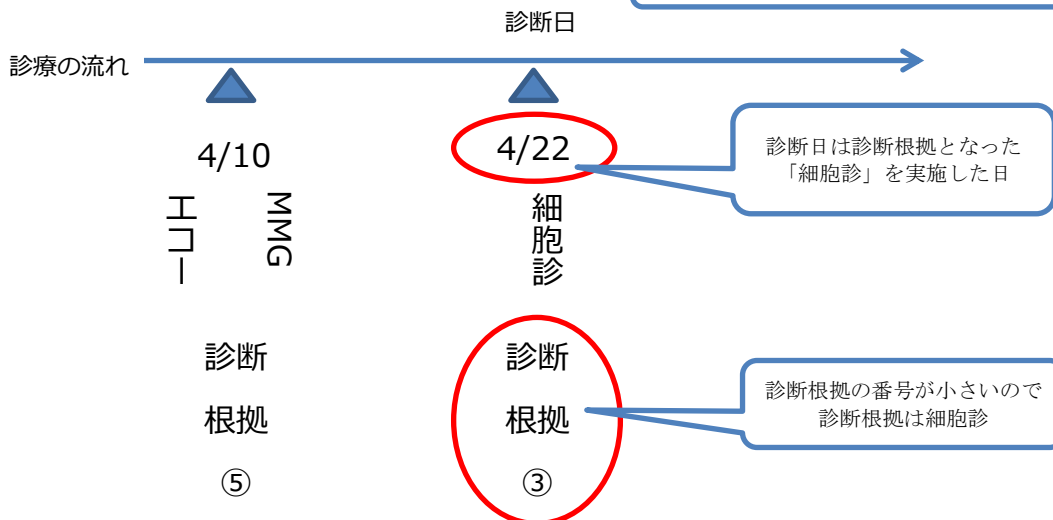 診断日
診療の流れ
4/10
4/22
診断日は診断根拠となった
「細胞診」を実施した日
エコー
MMG
細胞診
診断
根拠
⑤
診断
根拠
③
診断根拠の番号が小さいので
診断根拠は細胞診